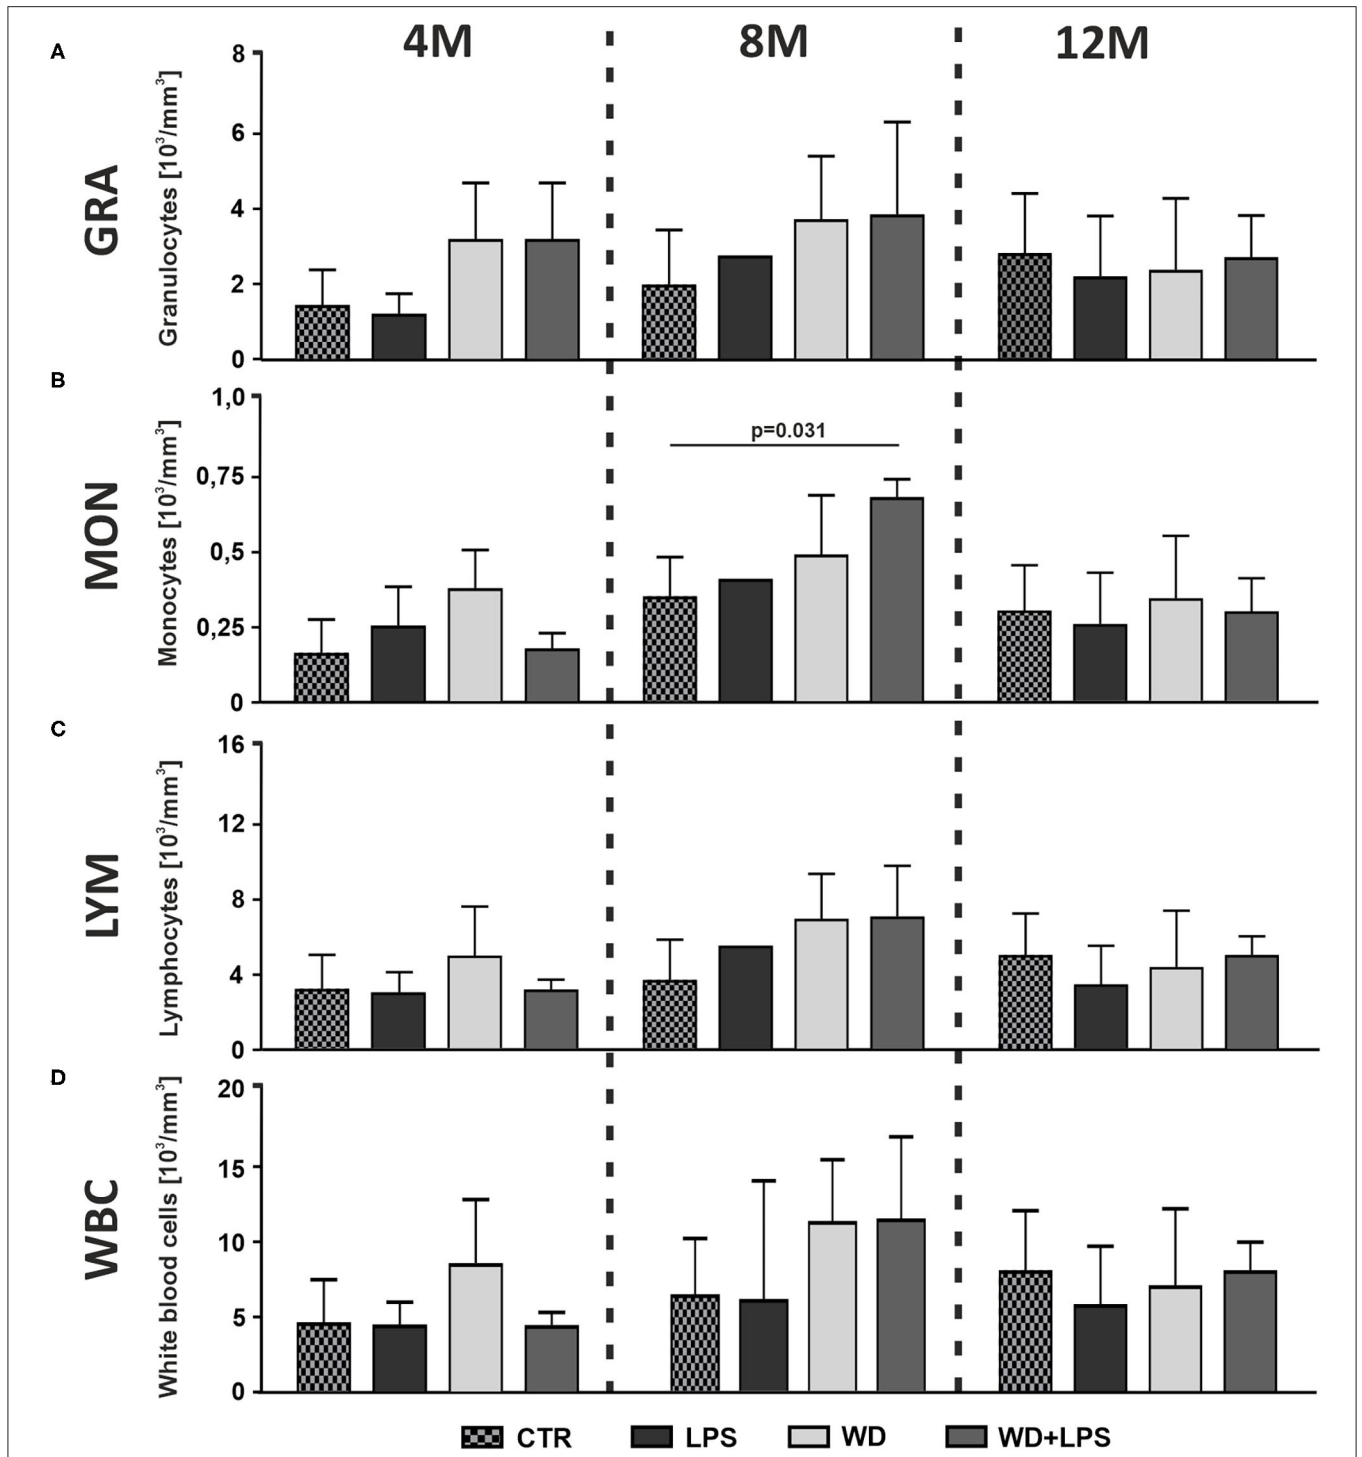 4M 8M 12M
A
GRA
Granulocytes [10³/mm³]
8
6
4
2
0
B
MON
Monocytes [10³/mm³]
1,0
0,75
0,5
0,25
0
p=0.031
C
LYM
Lymphocytes [10³/mm³]
16
12
8
4
0
D
WBC
White blood cells [10³/mm³]
20
15
10
5
0
CTR LPS WD WD+LPS